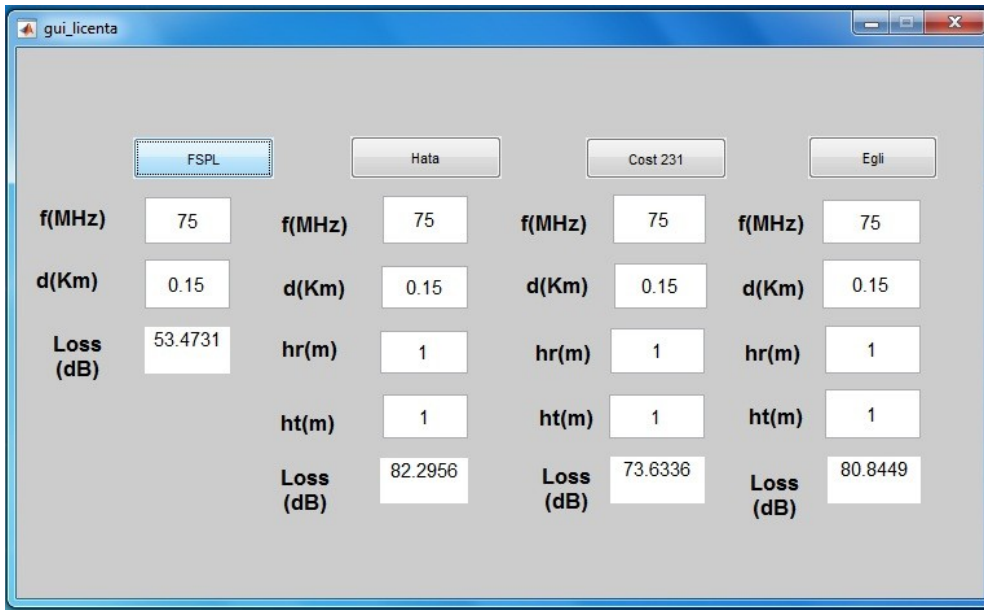 gui_licenta
FSPL Hata Cost 231 Egli
f(MHz) 75 f(MHz) 75 f(MHz) 75 f(MHz) 75
d(Km) 0.15 d(Km) 0.15 d(Km) 0.15 d(Km) 0.15
Loss 53.4731 hr(m) 1 hr(m) 1 hr(m) 1
(dB)
ht(m) 1 ht(m) 1 ht(m) 1
Loss 82.2956 Loss 73.6336 Loss 80.8449
(dB) (dB) (dB)